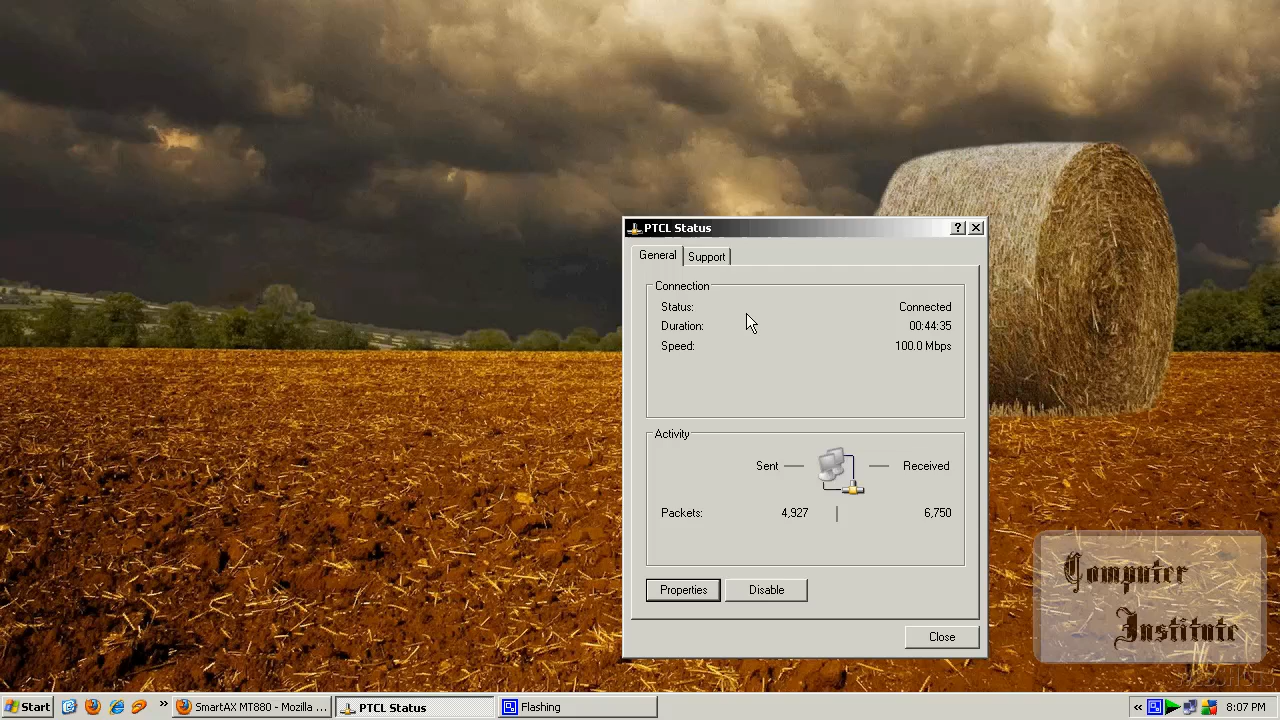 PTCL Status
General Support
Connection
Status: Connected
Duration: 00:44:35
Speed: 100.0 Mbps
Activity
Sent Received
Packets: 4,927 6,750
Properties Disable
Close
Computer
Institute
Start SmartAX MT880 - Mozilla ... PTCL Status Flashing 8:07 PM